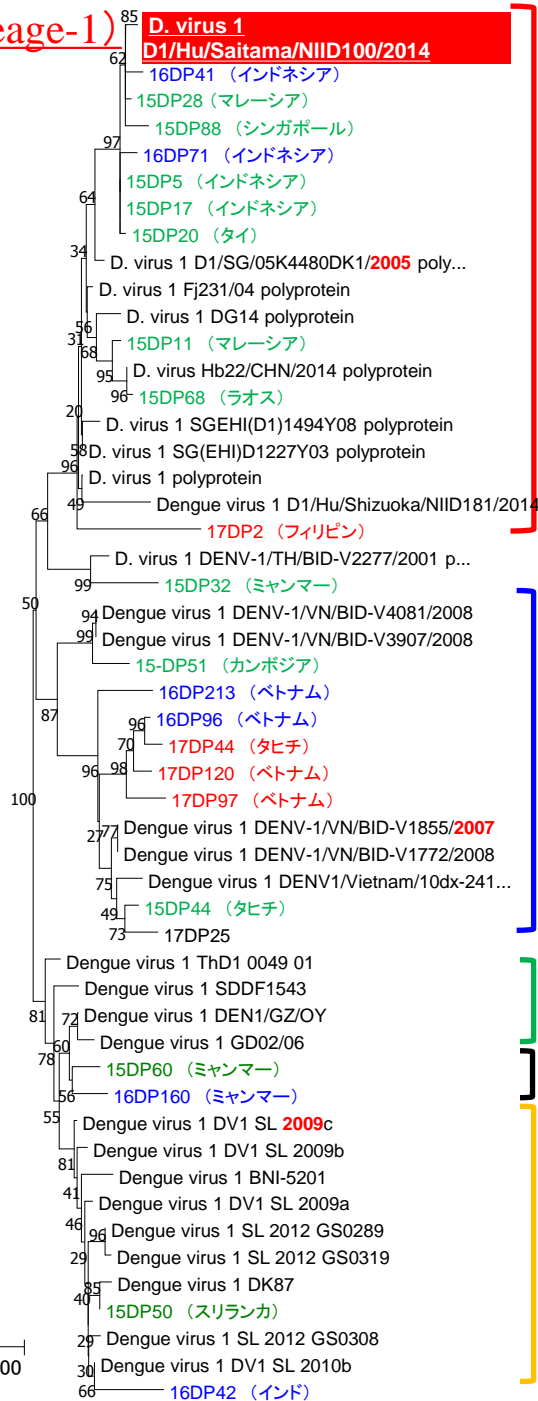 eage-1)
85
D. virus 1
D1/Hu/Saitama/NIID100/2014
62
16DP41 （インドネシア）
15DP28 （マレーシア）
15DP88 （シンガポール）
97
16DP71 （インドネシア）
15DP5 （インドネシア）
64
15DP17 （インドネシア）
15DP20 （タイ）
34
D. virus 1 D1/SG/05K4480DK1/2005 poly...
D. virus 1 Fj231/04 polyprotein
56
D. virus 1 DG14 polyprotein
31
68
15DP11 （マレーシア）
95
D. virus Hb22/CHN/2014 polyprotein
96
15DP68 （ラオス）
20
D. virus 1 SGEHI(D1)1494Y08 polyprotein
58
D. virus 1 SG(EHI)D1227Y03 polyprotein
96
D. virus 1 polyprotein
49
Dengue virus 1 D1/Hu/Shizuoka/NIID181/2014
66
17DP2 （フィリピン）
D. virus 1 DENV-1/TH/BID-V2277/2001 p...
99
15DP32 （ミャンマー）
50
94
Dengue virus 1 DENV-1/VN/BID-V4081/2008
99
Dengue virus 1 DENV-1/VN/BID-V3907/2008
15-DP51 （カンボジア）
87
16DP213 （ベトナム）
96
16DP96 （ベトナム）
70
17DP44 （タヒチ）
96
98
17DP120 （ベトナム）
100
17DP97 （ベトナム）
27
77
Dengue virus 1 DENV-1/VN/BID-V1855/2007
Dengue virus 1 DENV-1/VN/BID-V1772/2008
75
Dengue virus 1 DENV1/Vietnam/10dx-241...
49
15DP44 （タヒチ）
73
17DP25
Dengue virus 1 ThD1 0049 01
81
Dengue virus 1 SDDF1543
72
Dengue virus 1 DEN1/GZ/OY
60
Dengue virus 1 GD02/06
78
15DP60 （ミャンマー）
56
16DP160 （ミャンマー）
55
Dengue virus 1 DV1 SL 2009c
81
Dengue virus 1 DV1 SL 2009b
41
Dengue virus 1 BNI-5201
46
Dengue virus 1 DV1 SL 2009a
96
Dengue virus 1 SL 2012 GS0289
29
Dengue virus 1 SL 2012 GS0319
85
Dengue virus 1 DK87
40
15DP50 （スリランカ）
29
Dengue virus 1 SL 2012 GS0308
00
30
Dengue virus 1 DV1 SL 2010b
66
16DP42 （インド）